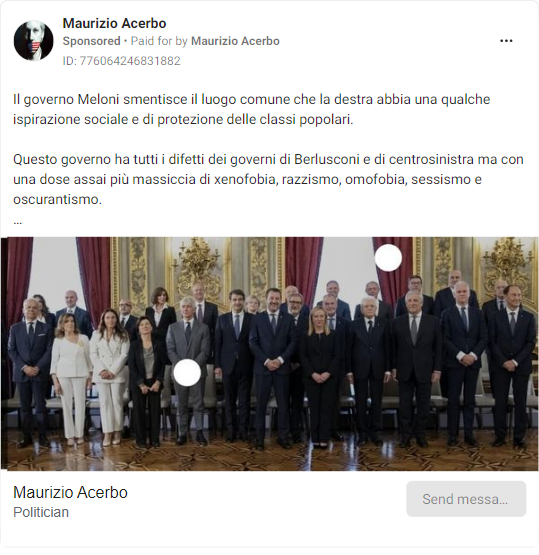 Maurizio Acerbo
Sponsored • Paid for by Maurizio Acerbo
ID: 776064246831882
Il governo Meloni smentisce il luogo comune che la destra abbia una qualche
ispirazione sociale e di protezione delle classi popolari.
Questo governo ha tutti i difetti dei governi di Berlusconi e di centrosinistra ma con
una dose assai più massiccia di xenofobia, razzismo, omofobia, sessismo e
oscurantismo.
...
Maurizio Acerbo
Politician
Send messa...